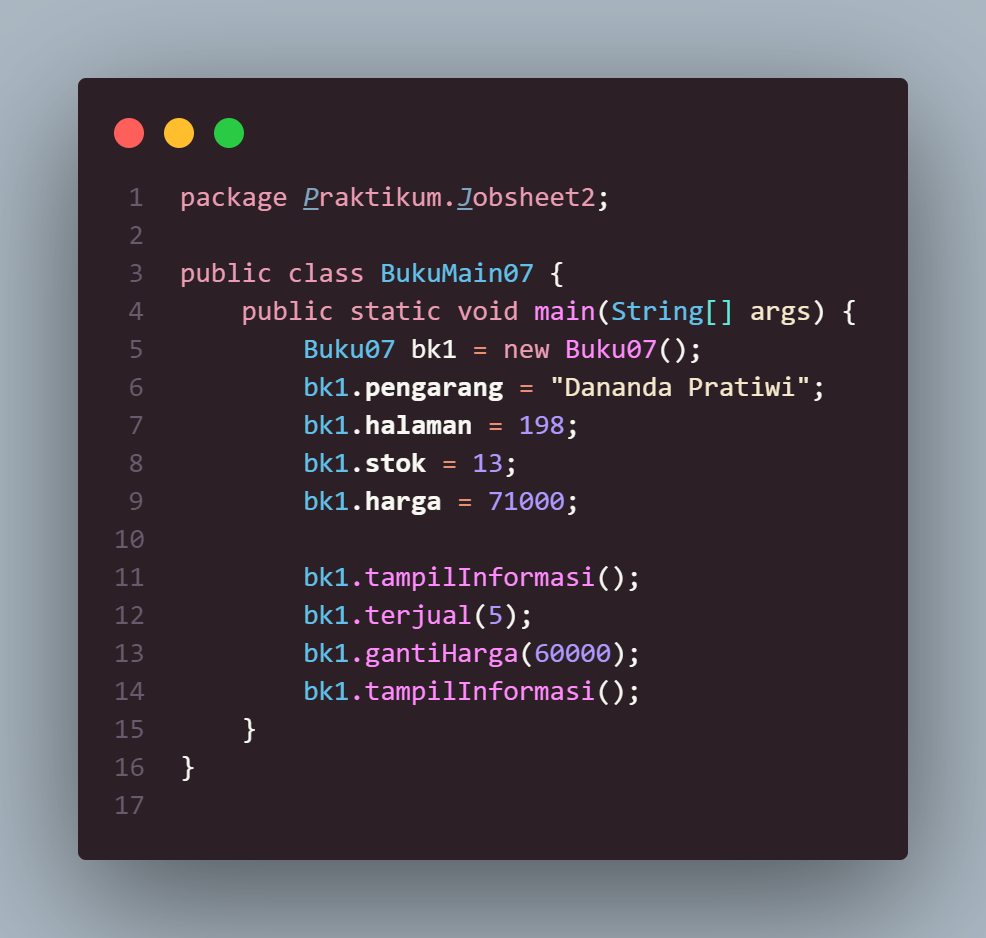 1 package Praktikum.Jobsheet2;
2
3 public class BukuMain07 {
4     public static void main(String[] args) {
5         Buku07 bk1 = new Buku07();
6         bk1.pengarang = "Dananda Pratiwi";
7         bk1.halaman = 198;
8         bk1.stok = 13;
9         bk1.harga = 71000;
10
11         bk1.tampilInformasi();
12         bk1.terjual(5);
13         bk1.gantiHarga(60000);
14         bk1.tampilInformasi();
15     }
16 }
17